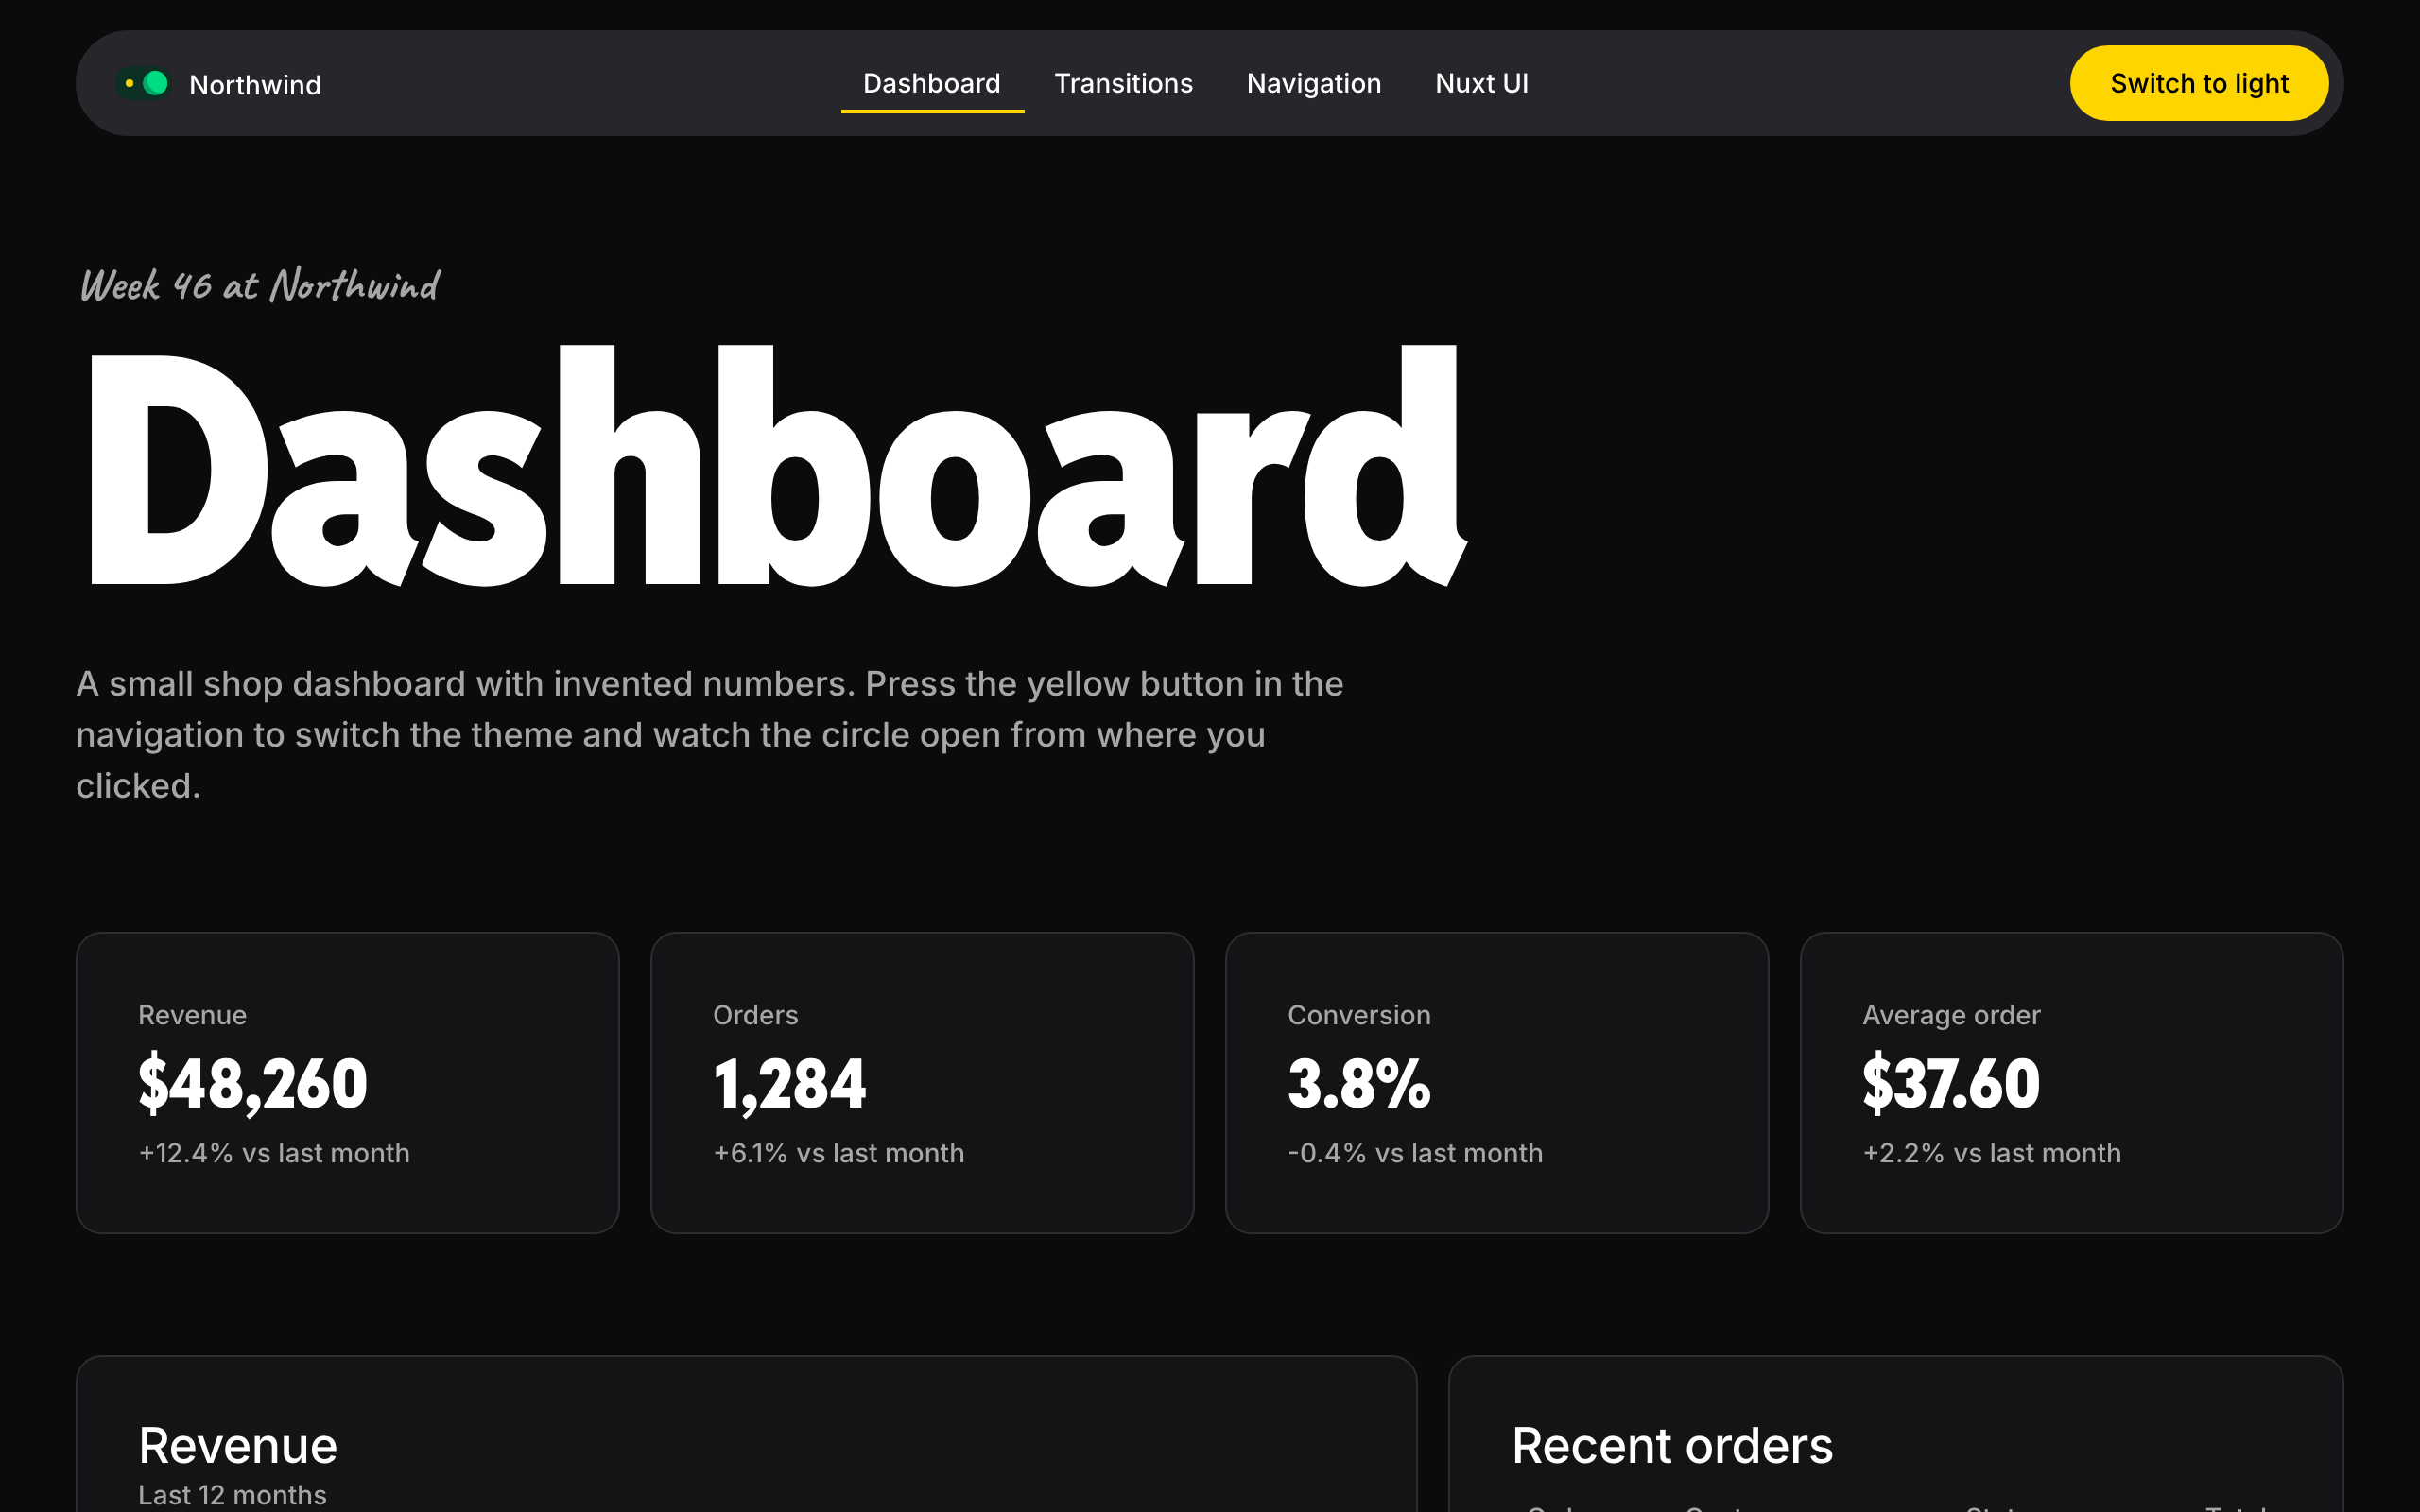 Northwind
Dashboard
Transitions
Navigation
Nuxt UI
Switch to light
Week 46 at Northwind
Dashboard
A small shop dashboard with invented numbers. Press the yellow button in the
navigation to switch the theme and watch the circle open from where you
clicked.
Revenue
$48,260
+12.4% vs last month
Orders
1,284
+6.1% vs last month
Conversion
3.8%
-0.4% vs last month
Average order
$37.60
+2.2% vs last month
Revenue
Last 12 months
Recent orders